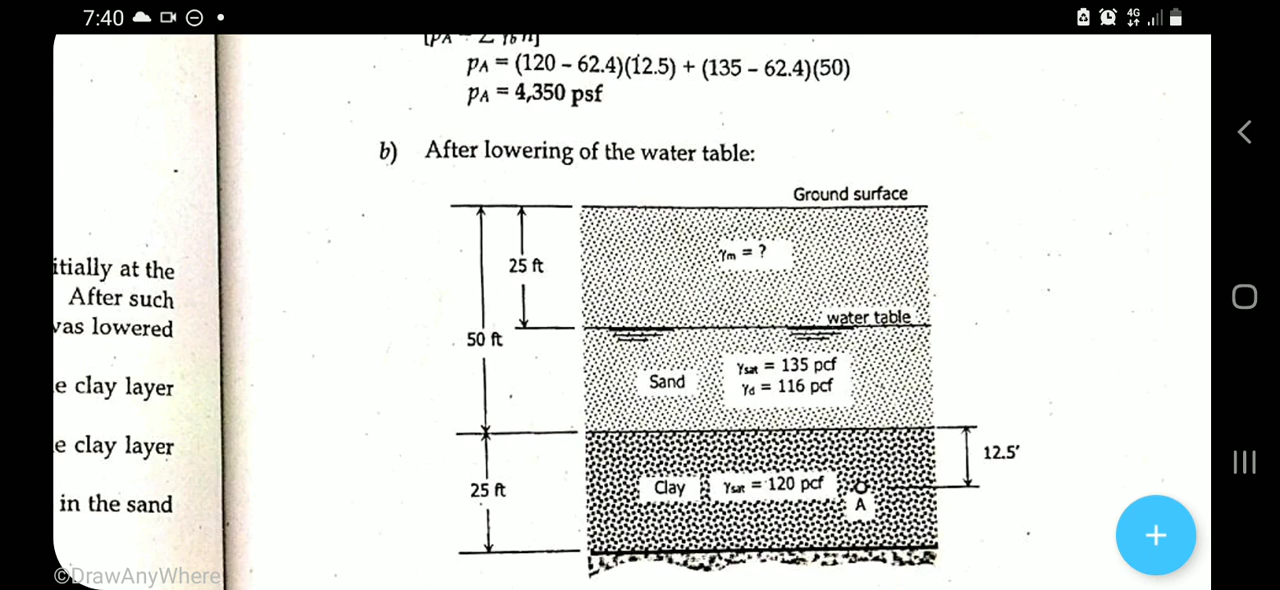 7:40
4G
pA = (120 – 62.4)(12.5) + (135 – 62.4)(50)
pA = 4,350 psf
b) After lowering of the water table:
Ground surface
γm = ?
25 ft
water table
50 ft
γsat = 135 pcf
Sand
γd = 116 pcf
12.5′
25 ft
Clay
γsat = 120 pcf
A
itially at the
After such
vas lowered
e clay layer
e clay layer
in the sand
©DrawAnyWhere